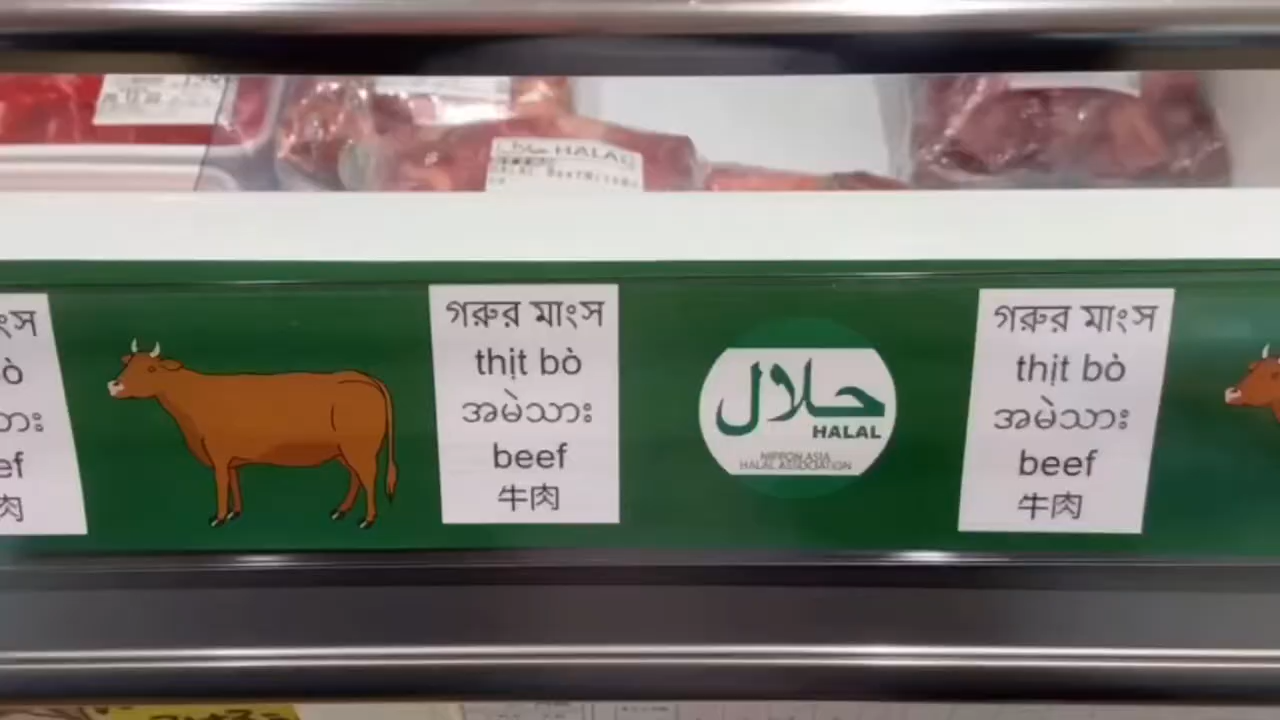 HALAL
গরুর মাংস
thịt bò
အမဲသား
beef
牛肉
حلال
HALAL
NIPPON ASIA
HALAL ASSOCIATION
গরুর মাংস
thịt bò
အမဲသား
beef
牛肉